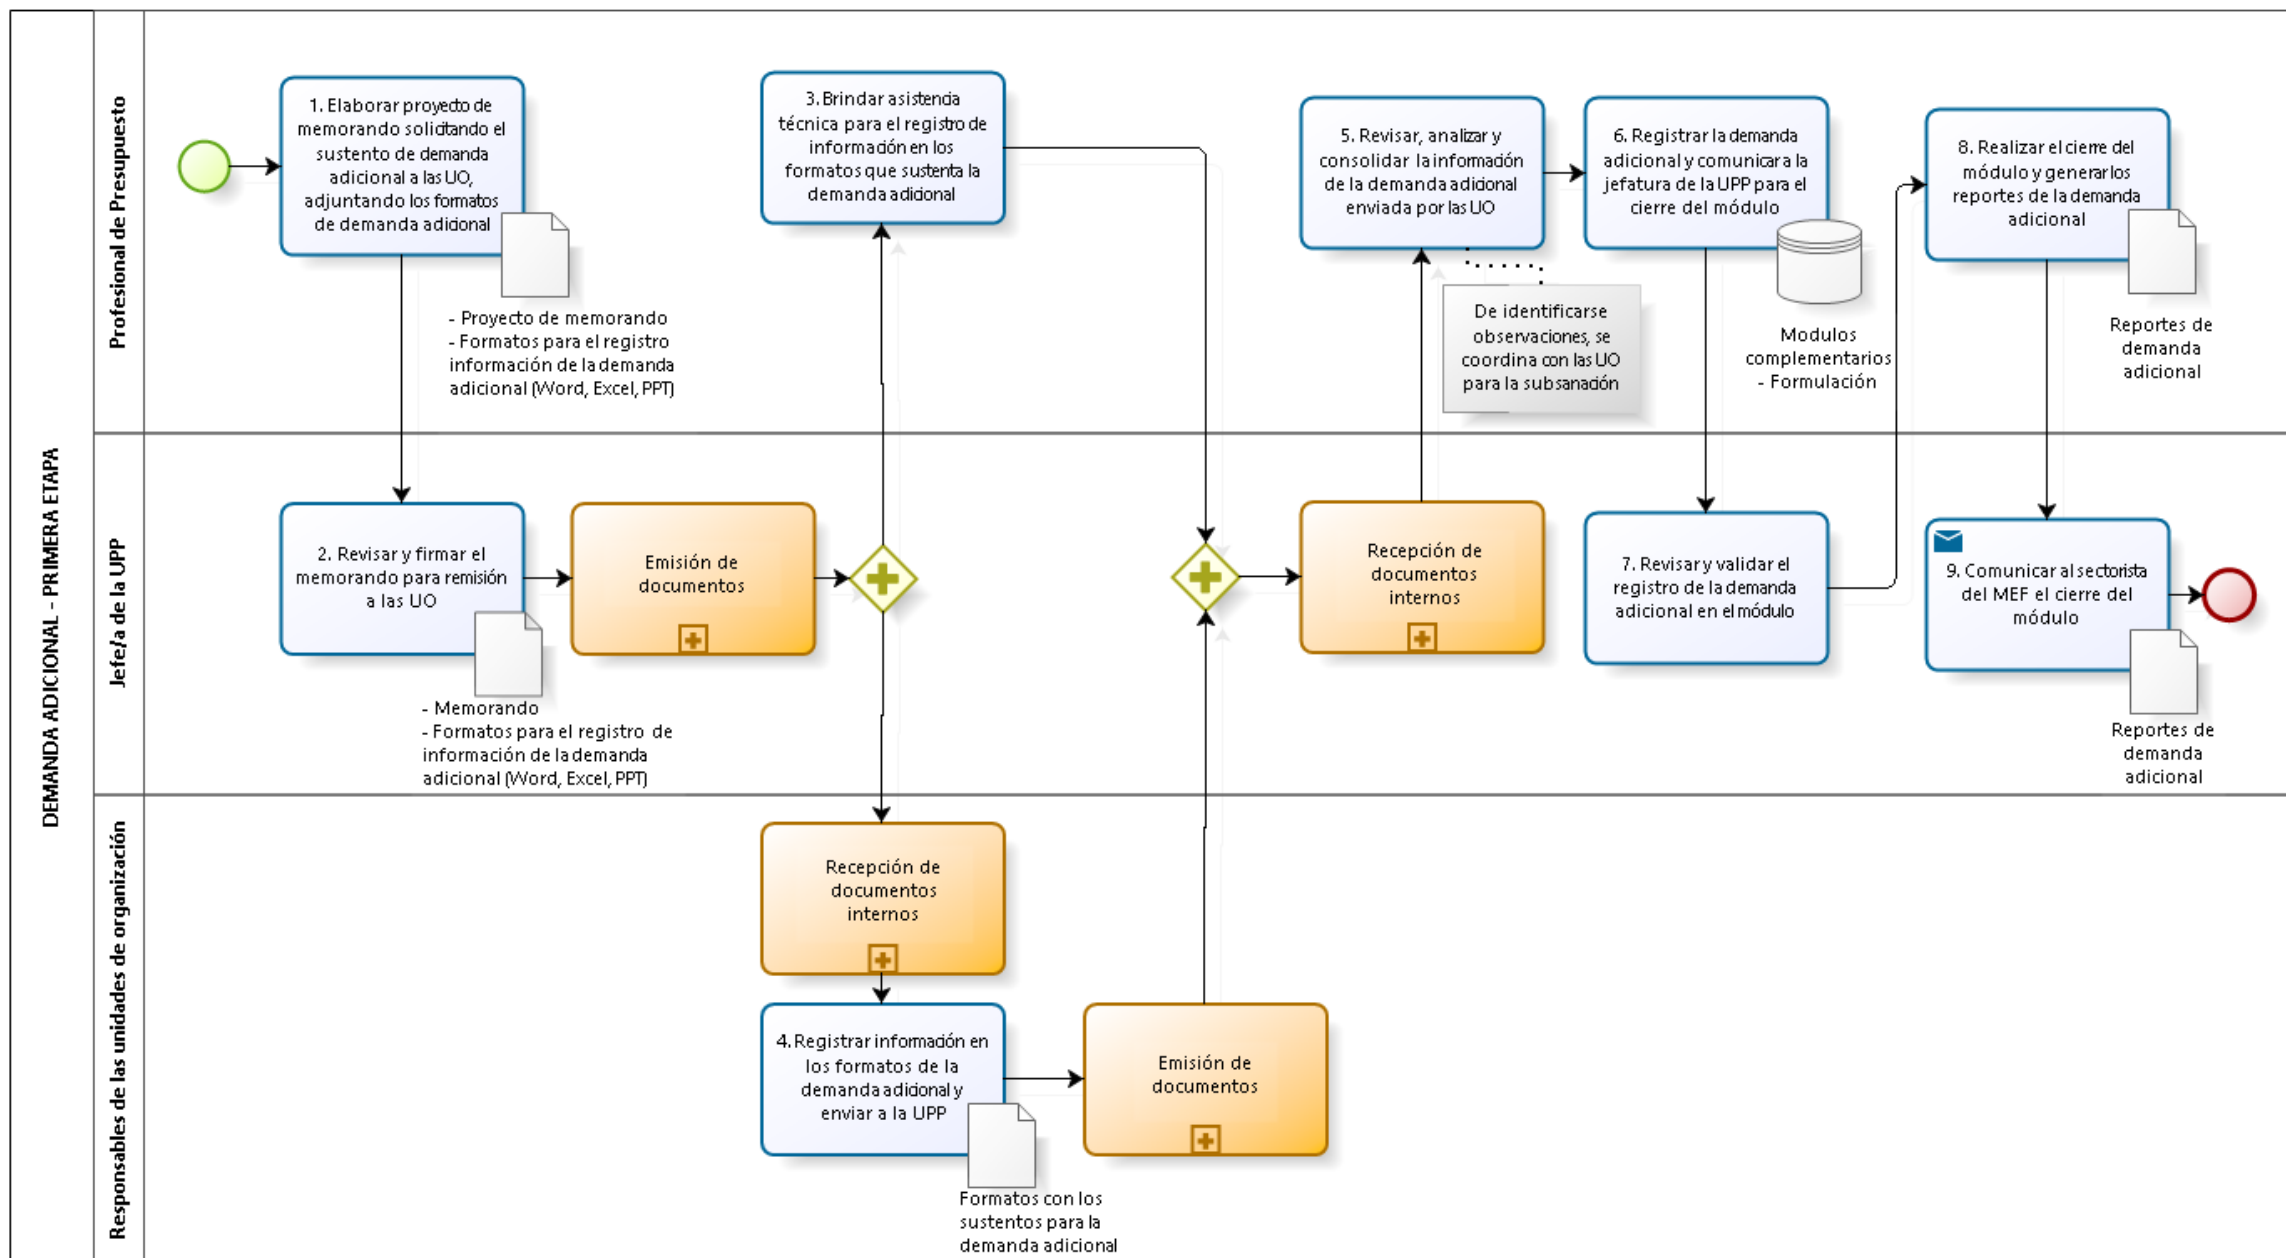 DEMANDA ADICIONAL - PRIMERA ETAPA
Profesional de Presupuesto
1. Elaborar proyecto de
memorando solicitando el
sustento de demanda
adicional a las UO,
adjuntando los formatos
de demanda adicional
- Proyecto de memorando
- Formatos para el registro
información de la demanda
adicional (Word, Excel, PPT)
3. Brindar asistencia
técnica para el registro de
información en los
formatos que sustenta la
demanda adicional
5. Revisar, analizar y
consolidar la información
de la demanda adicional
enviada por las UO
De identificarse
observaciones, se
coordina con las UO
para la subsanación
6. Registrar la demanda
adicional y comunicar a la
jefatura de la UPP para el
cierre del módulo
Modulos
complementarios
- Formulación
8. Realizar el cierre del
módulo y generar los
reportes de la demanda
adicional
Reportes de
demanda
adicional
Jefe/a de la UPP
2. Revisar y firmar el
memorando para remisión
a las UO
- Memorando
- Formatos para el registro de
información de la demanda
adicional (Word, Excel, PPT)
Emisión de
documentos
Recepción de
documentos
internos
7. Revisar y validar el
registro de la demanda
adicional en el módulo
9. Comunicar al sectorista
del MEF el cierre del
módulo
Reportes de
demanda
adicional
Responsables de las unidades de organización
Recepción de
documentos
internos
4. Registrar información en
los formatos de la
demanda adicional y
enviar a la UPP
Formatos con los
sustentos para la
demanda adicional
Emisión de
documentos